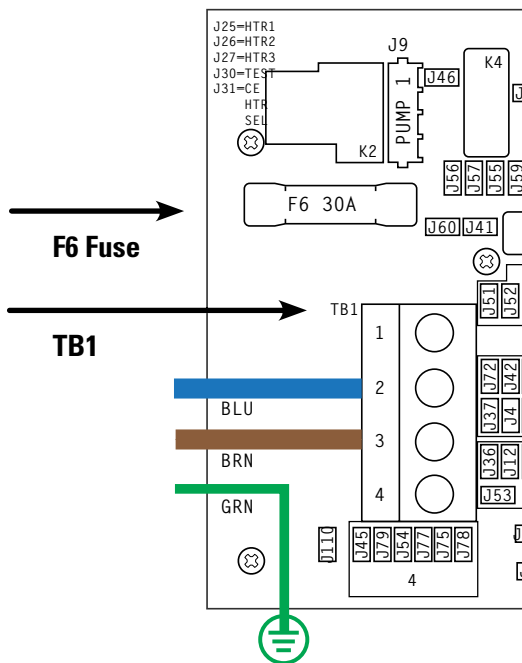 J25=HTR1
J26=HTR2
J27=HTR3
J30=TEST
J31=CE
HTR
SEL
J9
K4
J46
PUMP 1
K2
J56
J57
J55
J59
F6 30A
J60
J41
F6 Fuse
TB1
TB1
J51
J52
1
2
3
4
J72
J42
J37
J4
J36
J12
J53
BLU
BRN
GRN
J110
J45
J79
J54
J77
J75
J78
4